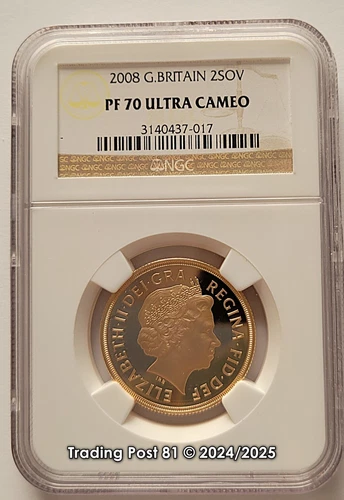 2008 G.BRITAIN 2SOV
PF 70 ULTRA CAMEO
3140437-017
NGC
ELIZABETH·II·DEI·GRA REGINA·FID·DEF
IRB
Trading Post 81 © 2024/2025